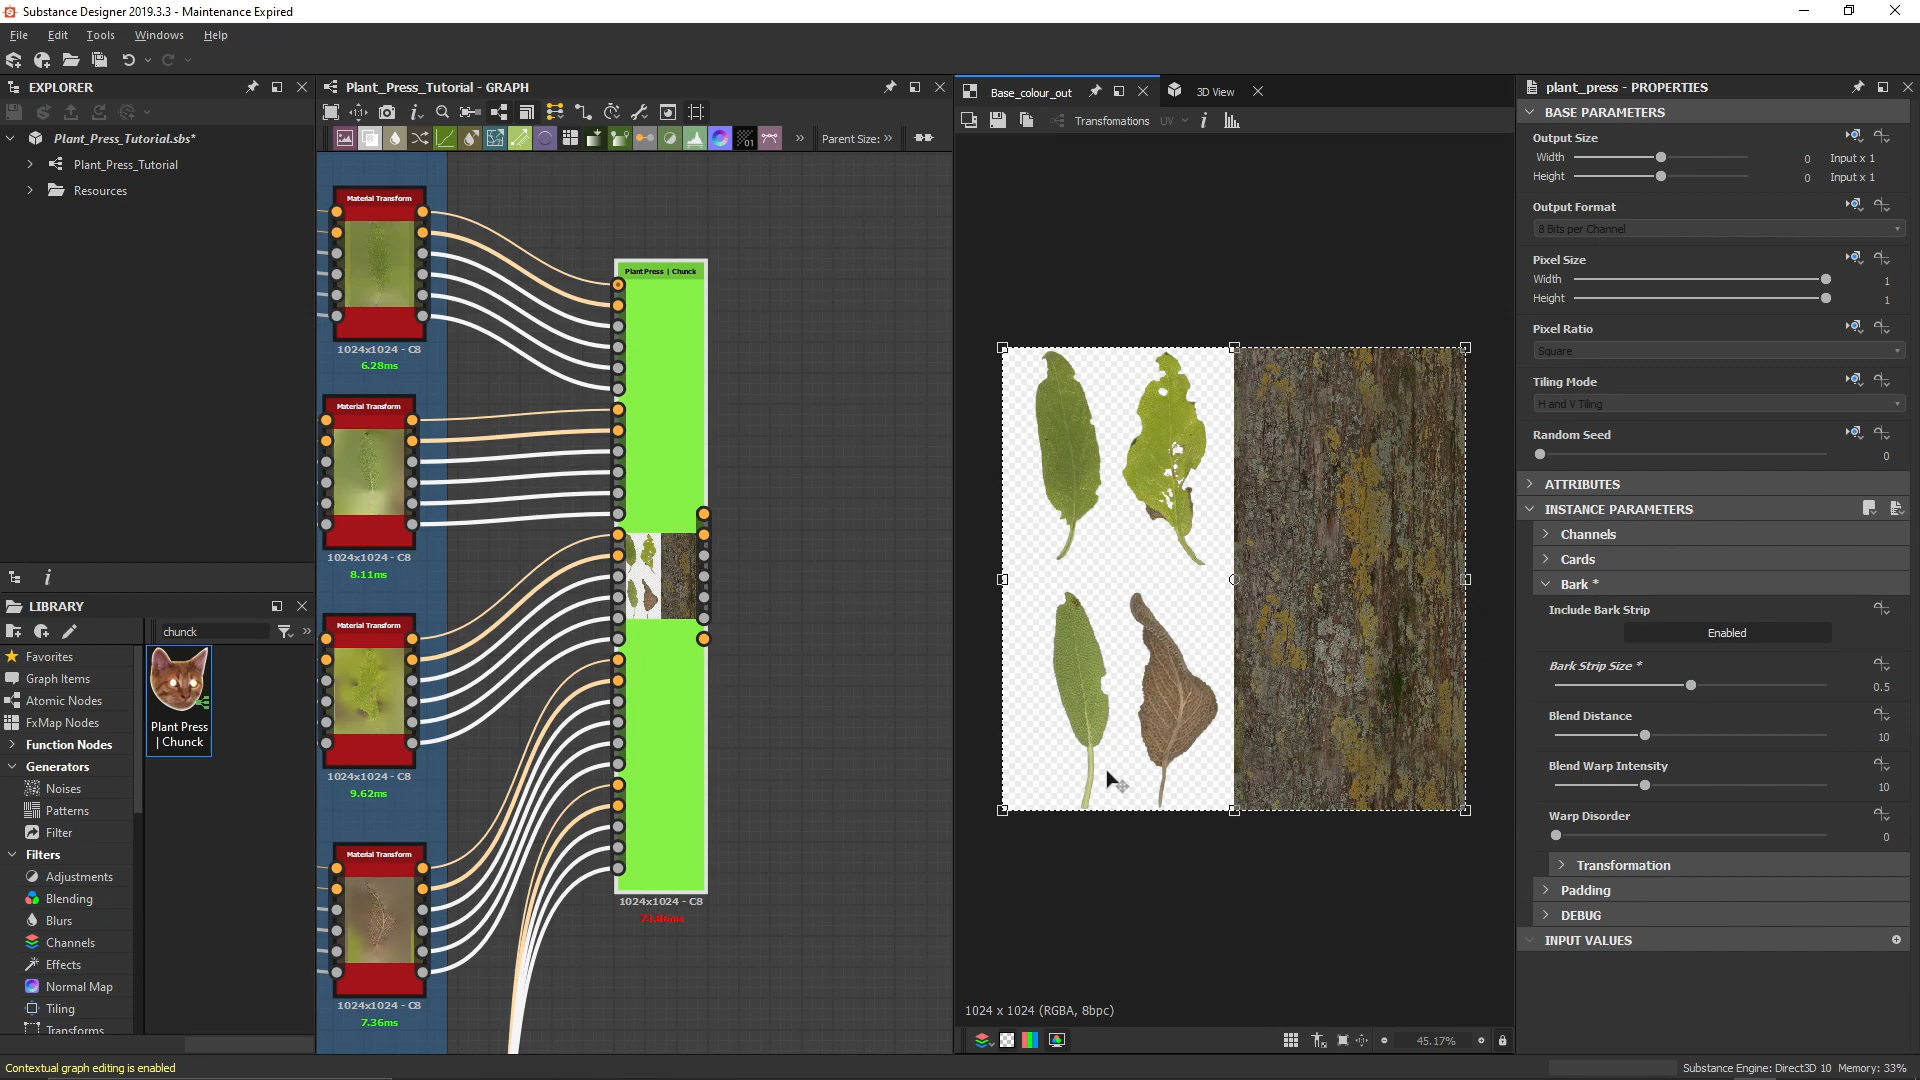 Substance Designer 2019.3.3 - Maintenance Expired
File Edit Tools Windows Help
EXPLORER
Plant_Press_Tutorial.sbs*
Plant_Press_Tutorial
Resources
LIBRARY
chunck
Favorites
Graph Items
Atomic Nodes
FxMap Nodes
Function Nodes
Generators
Noises
Patterns
Filter
Filters
Adjustments
Blending
Blurs
Channels
Effects
Normal Map
Tiling
Transforms
Plant Press
| Chunck
Plant_Press_Tutorial - GRAPH
01
Parent Size: »
Material Transform
1024x1024 - C8
6.28ms
Material Transform
1024x1024 - C8
8.11ms
Material Transform
1024x1024 - C8
9.62ms
Material Transform
1024x1024 - C8
7.36ms
Plant Press | Chunck
1024x1024 - C8
Base_colour_out
3D View
Transfomations UV
1024 x 1024 (RGBA, 8bpc)
45.17%
plant_press - PROPERTIES
BASE PARAMETERS
Output Size
Width 0 Input x 1
Height 0 Input x 1
Output Format
8 Bits per Channel
Pixel Size
Width 1
Height 1
Pixel Ratio
Square
Tiling Mode
H and V Tiling
Random Seed
0
ATTRIBUTES
INSTANCE PARAMETERS
Channels
Cards
Bark *
Include Bark Strip
Enabled
Bark Strip Size *
0.5
Blend Distance
10
Blend Warp Intensity
10
Warp Disorder
0
Transformation
Padding
DEBUG
INPUT VALUES
Contextual graph editing is enabled
Substance Engine: Direct3D 10 Memory: 33%